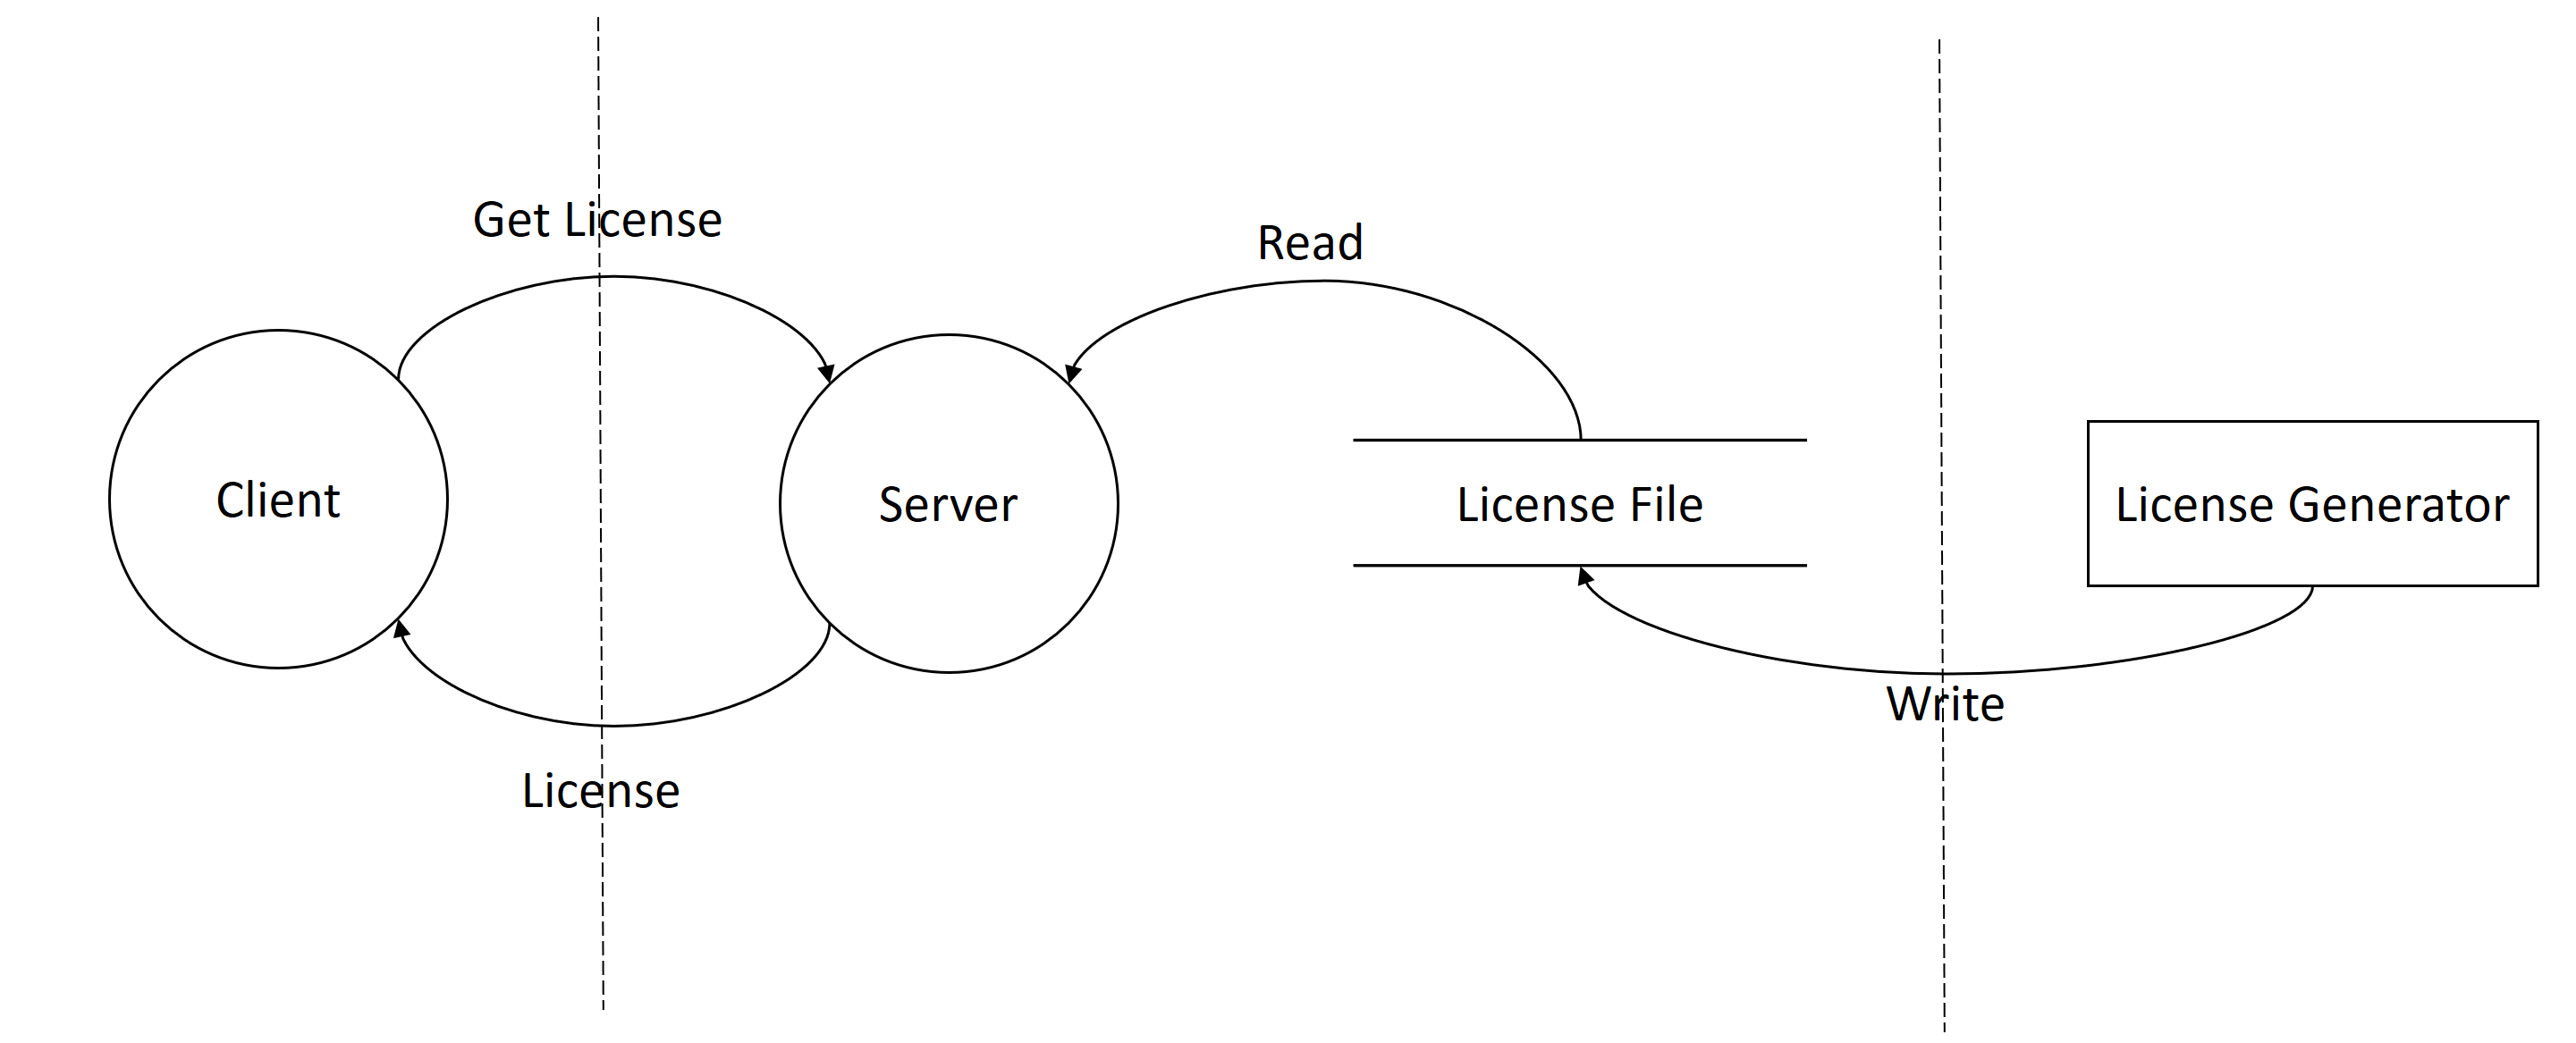 Get License
Read
Client
Server
License File
License Generator
Write
License